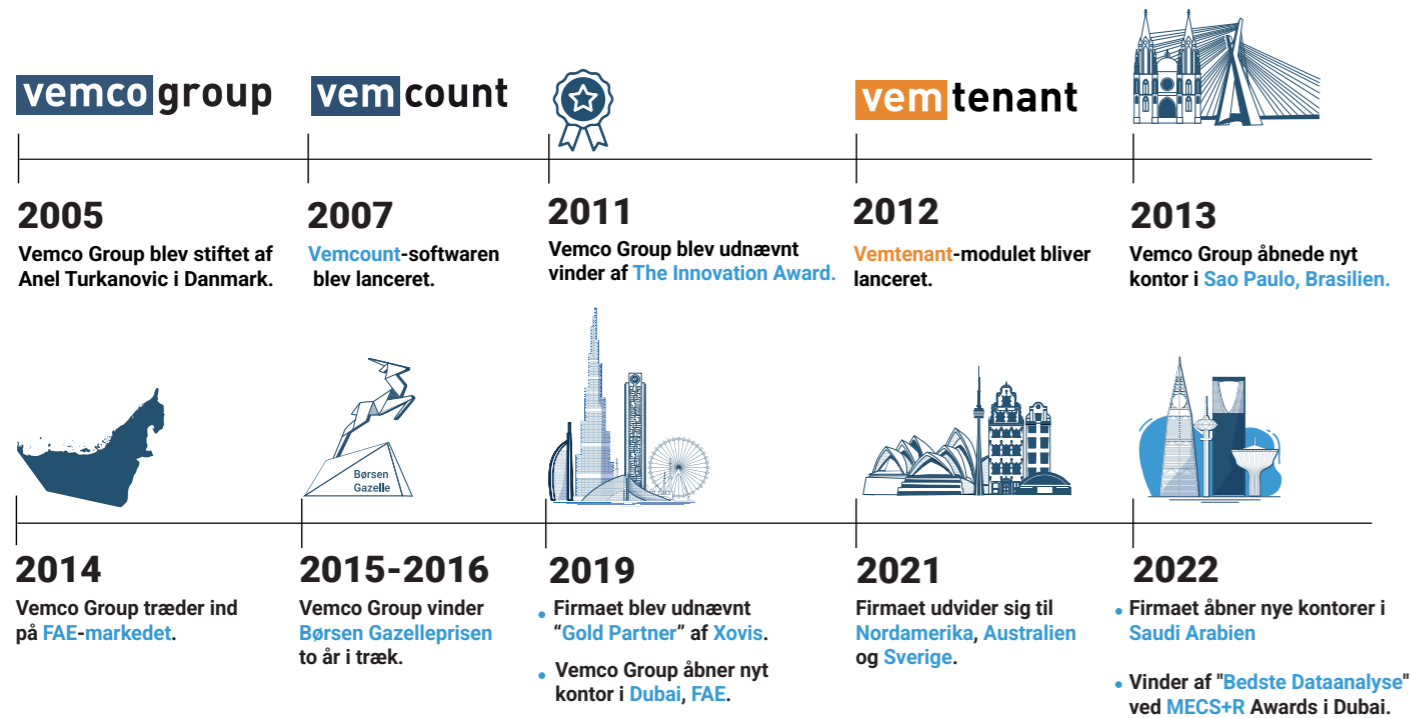 vemco group
vem count
vem tenant
2005
Vemco Group blev stiftet af
Anel Turkanovic i Danmark.
2007
Vemcount-softwaren
blev lanceret.
2011
Vemco Group blev udnævnt
vinder af The Innovation Award.
2012
Vemtenant-modulet bliver
lanceret.
2013
Vemco Group åbnede nyt
kontor i Sao Paulo, Brasilien.
Børsen
Gazelle
2014
Vemco Group træder ind
på FAE-markedet.
2015-2016
Vemco Group vinder
Børsen Gazelleprisen
to år i træk.
2019
• Firmaet blev udnævnt
“Gold Partner” af Xovis.
• Vemco Group åbner nyt
kontor i Dubai, FAE.
2021
Firmaet udvider sig til
Nordamerika, Australien
og Sverige.
2022
• Firmaet åbner nye kontorer i
Saudi Arabien
• Vinder af "Bedste Dataanalyse"
ved MECS+R Awards i Dubai.